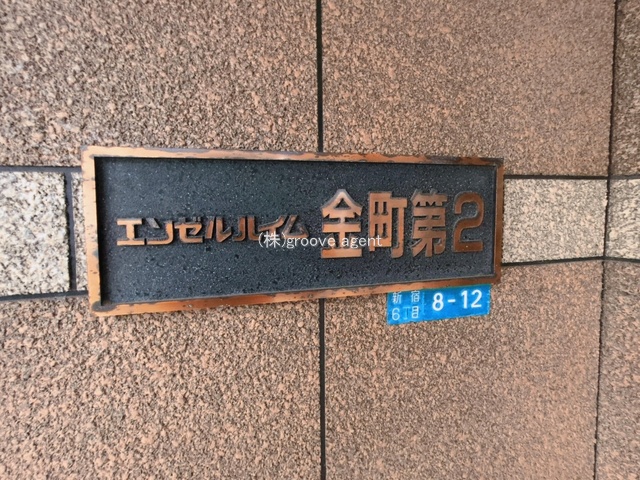 エンゼルハイム 金町第2
(株)groove agent
新宿
6丁目
8-12